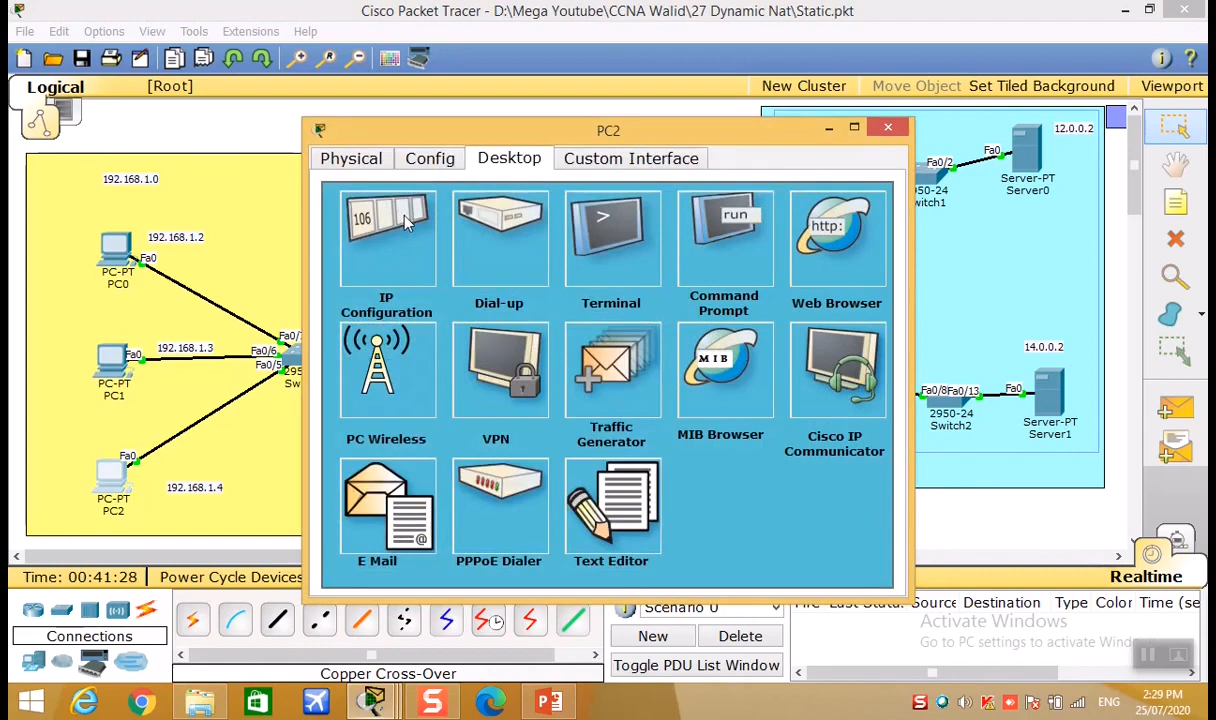 Cisco Packet Tracer - D:\Mega Youtube\CCNA Walid\27 Dynamic Nat\Static.pkt
File Edit Options View Tools Extensions Help
Logical [Root] New Cluster Move Object Set Tiled Background Viewport
192.168.1.0
192.168.1.2
Fa0
PC-PT
PC0
192.168.1.3
Fa0
PC-PT
PC1
Fa0/6
Fa0/5
Fa0
PC-PT
PC2
192.168.1.4
PC2
Physical Config Desktop Custom Interface
106
>
run
http:
IP
Configuration
Dial-up
Terminal
Command
Prompt
Web Browser
MIB
PC Wireless
VPN
Traffic
Generator
MIB Browser
Cisco IP
Communicator
@
E Mail
PPPoE Dialer
Text Editor
12.0.0.2
Fa0/2
Fa0
Server-PT
Server0
14.0.0.2
Fa0/8
Fa0/13
Fa0
2950-24
Switch2
Server-PT
Server1
Time: 00:41:28 Power Cycle Devices
Realtime
Connections
Copper Cross-Over
New Delete
Toggle PDU List Window
Last Status Source Destination Type Color Time (se
Activate Windows
Go to PC settings to activate
ENG
2:29 PM
25/07/2020